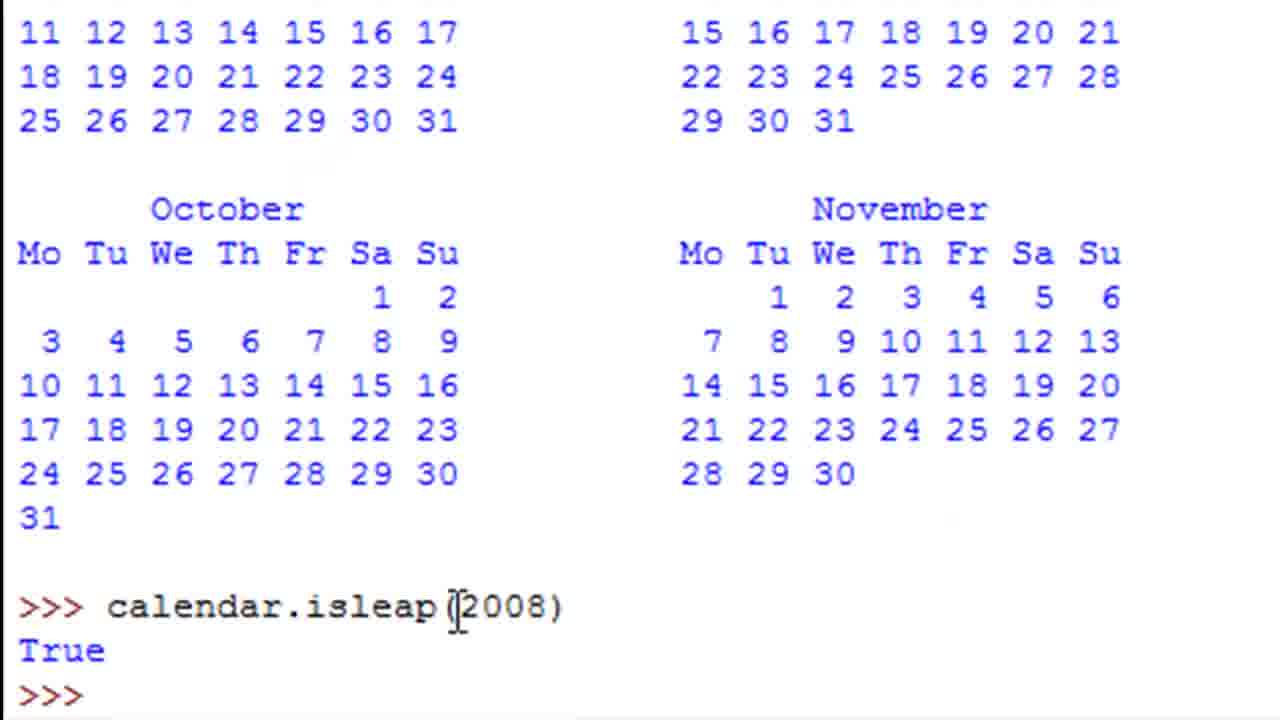 11 12 13 14 15 16 17 15 16 17 18 19 20 21
18 19 20 21 22 23 24 22 23 24 25 26 27 28
25 26 27 28 29 30 31 29 30 31
October November
Mo Tu We Th Fr Sa Su Mo Tu We Th Fr Sa Su
1 2 1 2 3 4 5 6
3 4 5 6 7 8 9 7 8 9 10 11 12 13
10 11 12 13 14 15 16 14 15 16 17 18 19 20
17 18 19 20 21 22 23 21 22 23 24 25 26 27
24 25 26 27 28 29 30 28 29 30
31
>>> calendar.isleap(2008)
True
>>>